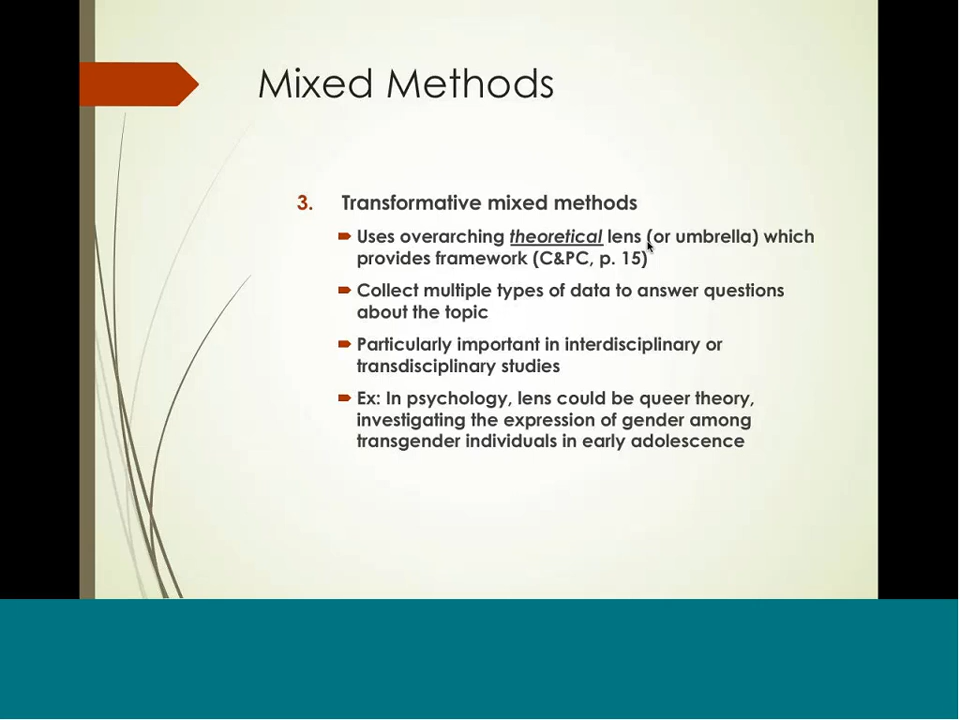 Mixed Methods
3. Transformative mixed methods
Uses overarching theoretical lens (or umbrella) which
provides framework (C&PC, p. 15)
Collect multiple types of data to answer questions
about the topic
Particularly important in interdisciplinary or
transdisciplinary studies
Ex: In psychology, lens could be queer theory,
investigating the expression of gender among
transgender individuals in early adolescence